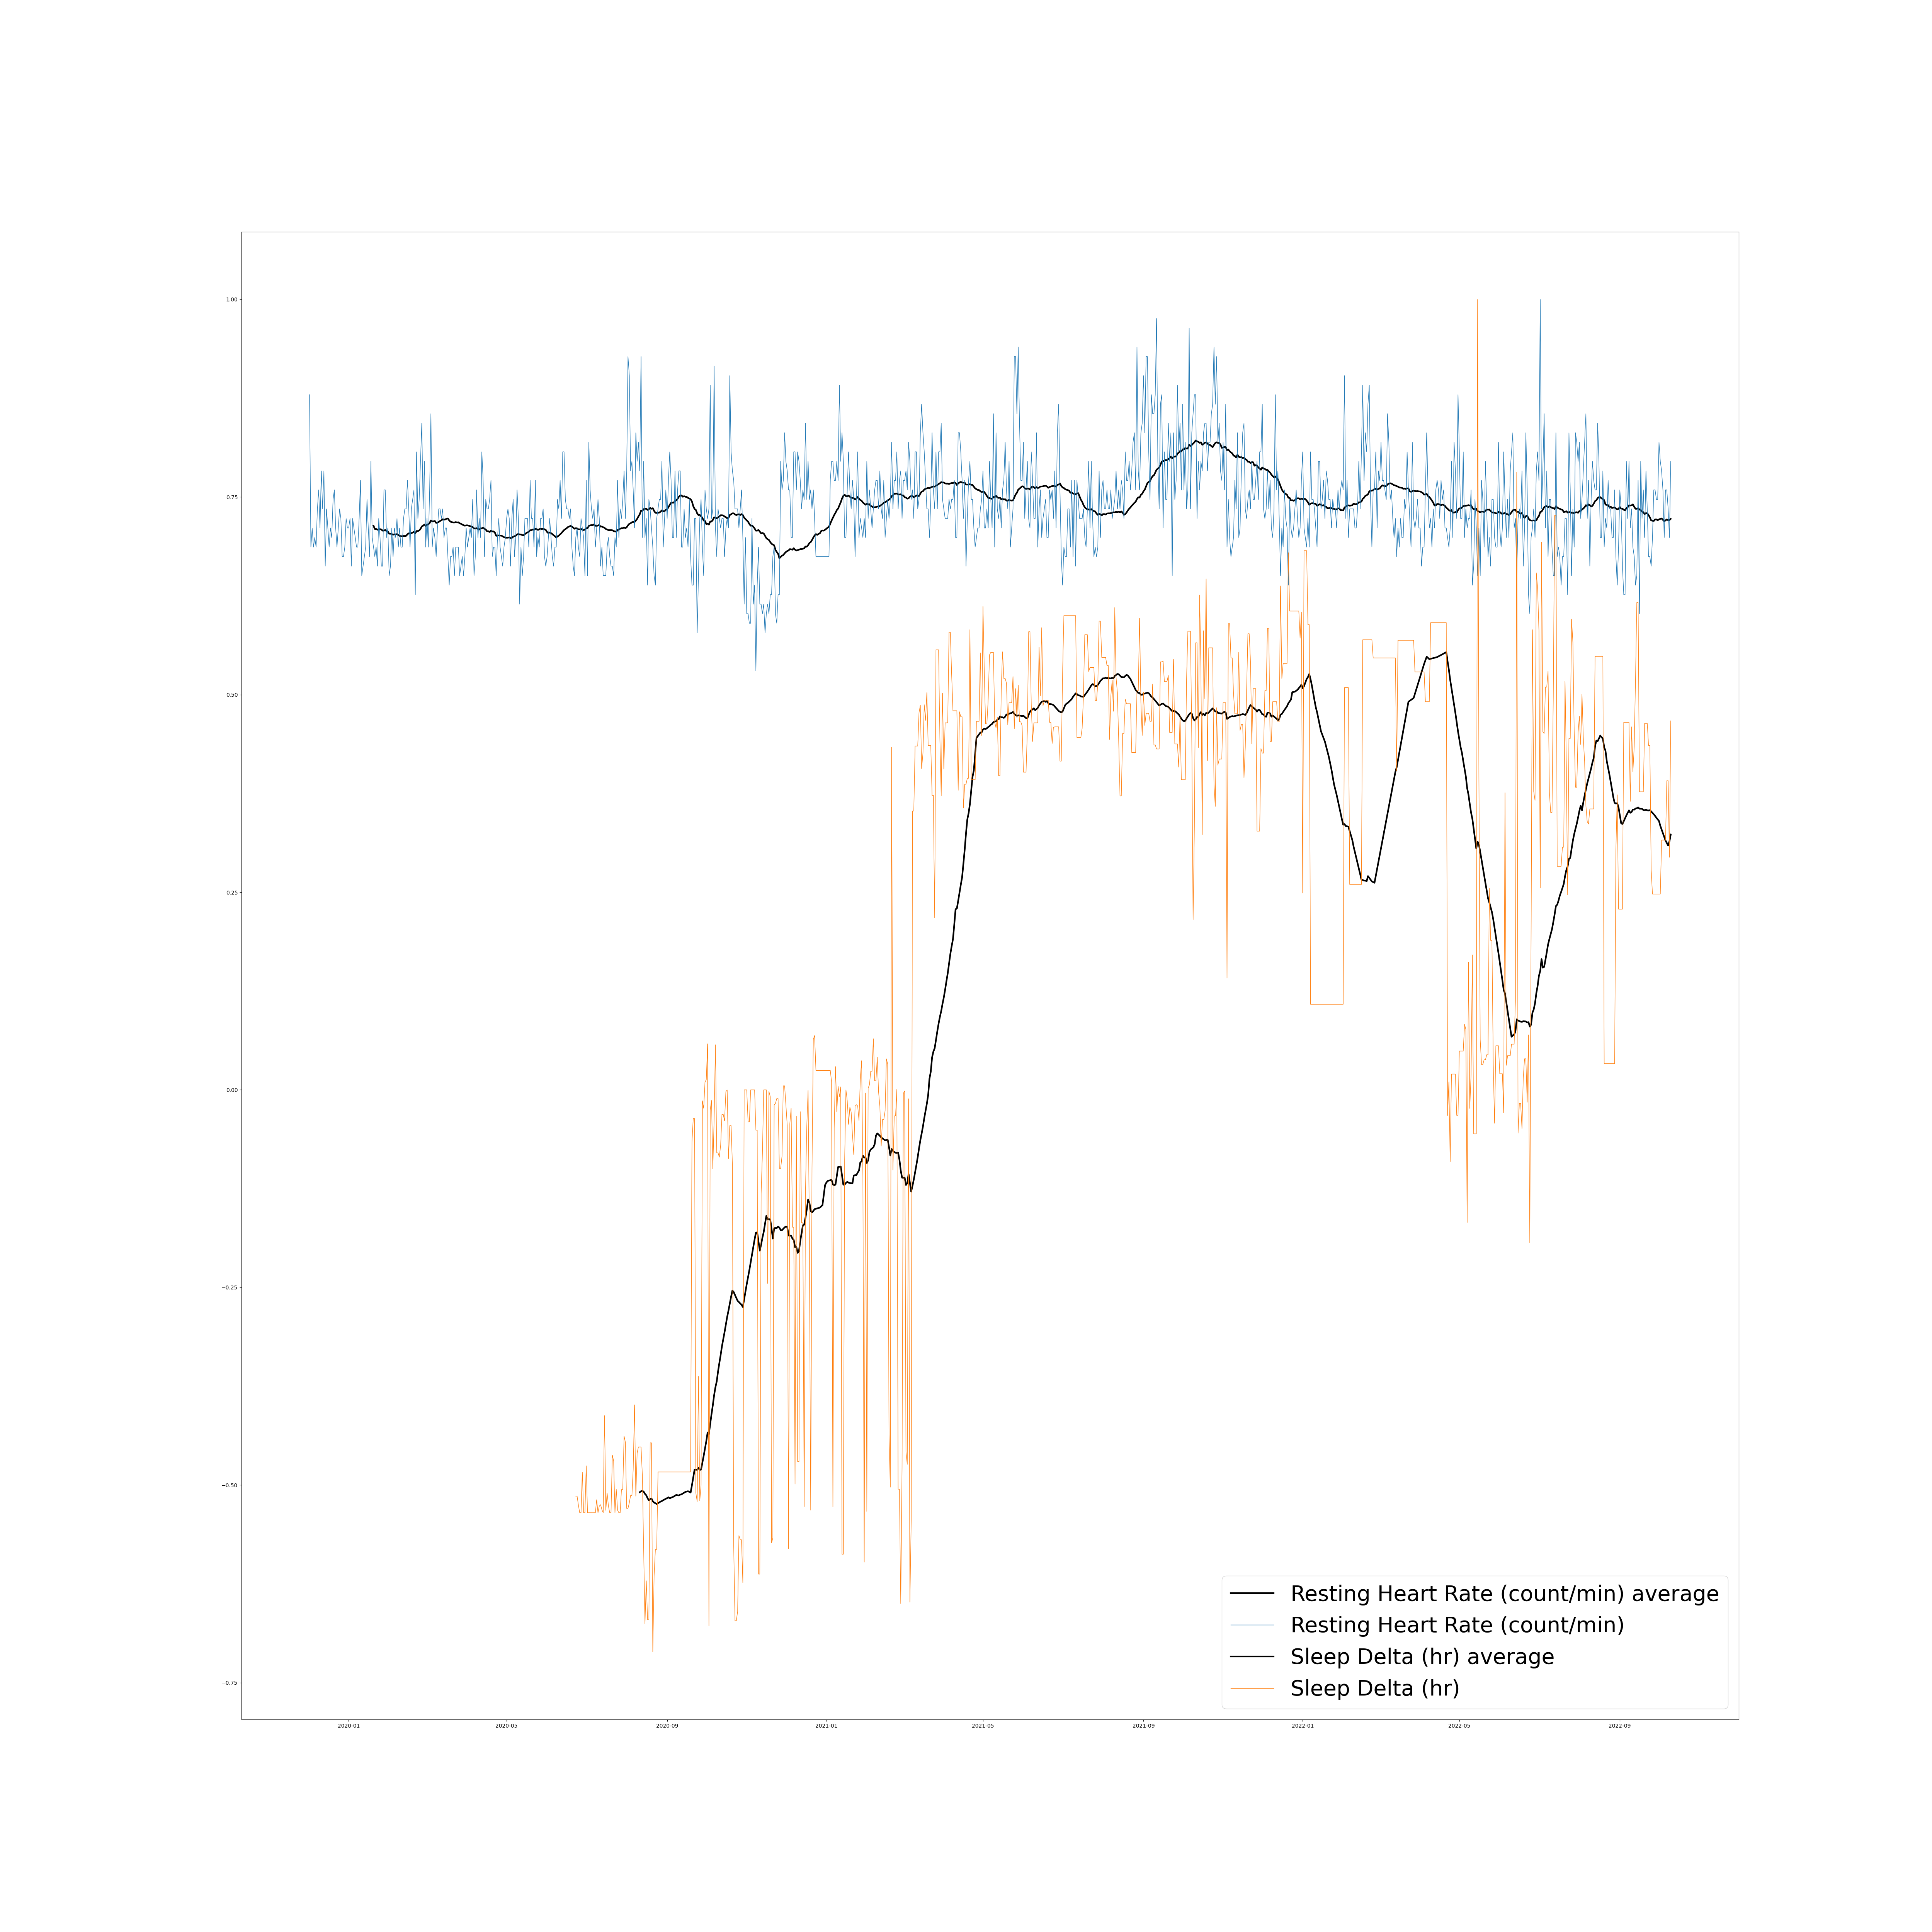 1.00
0.75
0.50
0.25
0.00
−0.25
−0.50
−0.75
2020-01 2020-05 2020-09 2021-01 2021-05 2021-09 2022-01 2022-05 2022-09
Resting Heart Rate (count/min) average
Resting Heart Rate (count/min)
Sleep Delta (hr) average
Sleep Delta (hr)